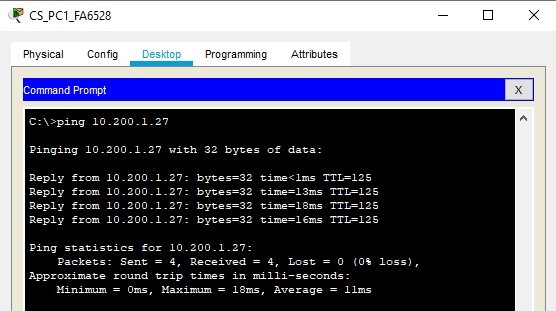 CS_PC1_FA6528
Physical Config Desktop Programming Attributes
Command Prompt X
C:\>ping 10.200.1.27
Pinging 10.200.1.27 with 32 bytes of data:
Reply from 10.200.1.27: bytes=32 time<1ms TTL=125
Reply from 10.200.1.27: bytes=32 time=13ms TTL=125
Reply from 10.200.1.27: bytes=32 time=18ms TTL=125
Reply from 10.200.1.27: bytes=32 time=16ms TTL=125
Ping statistics for 10.200.1.27:
Packets: Sent = 4, Received = 4, Lost = 0 (0% loss),
Approximate round trip times in milli-seconds:
Minimum = 0ms, Maximum = 18ms, Average = 11ms